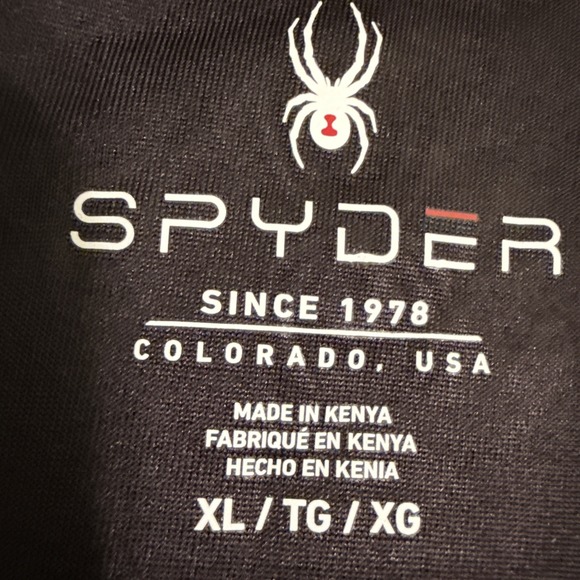 SPYDER
SINCE 1978
COLORADO, USA
MADE IN KENYA
FABRIQUÉ EN KENYA
HECHO EN KENIA
XL / TG / XG